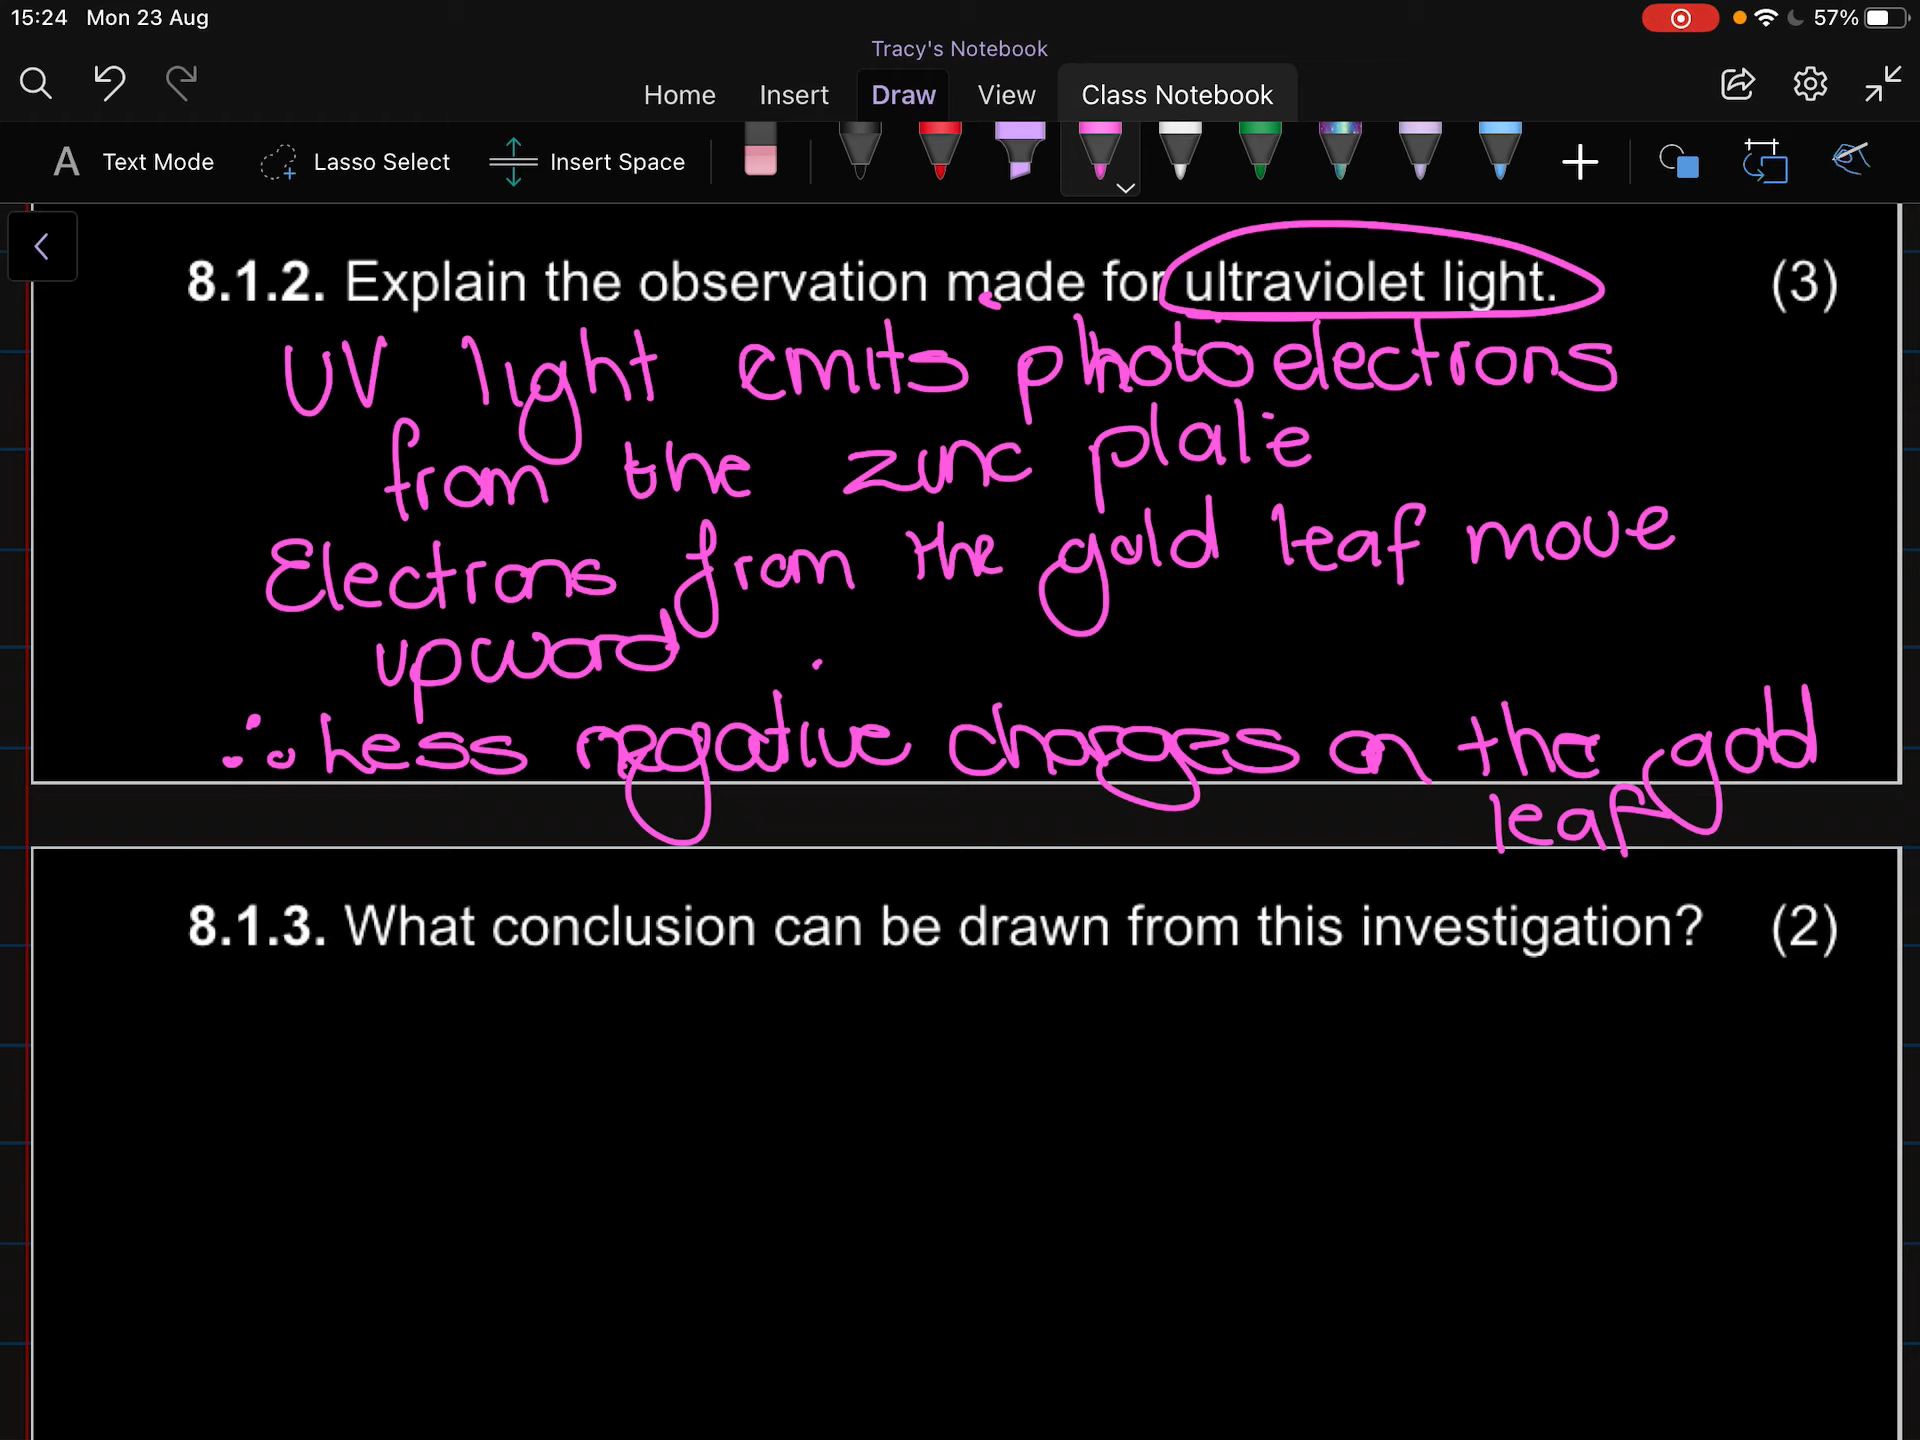 15:24 Mon 23 Aug
57%
Tracy's Notebook
Home Insert Draw View Class Notebook
A Text Mode Lasso Select Insert Space
8.1.2. Explain the observation made for ultraviolet light. (3)
UV light emits photoelectrons
from the zinc plate
Electrons from the gold leaf move
upward
∴ Less negative charges on the gold
leaf
8.1.3. What conclusion can be drawn from this investigation? (2)